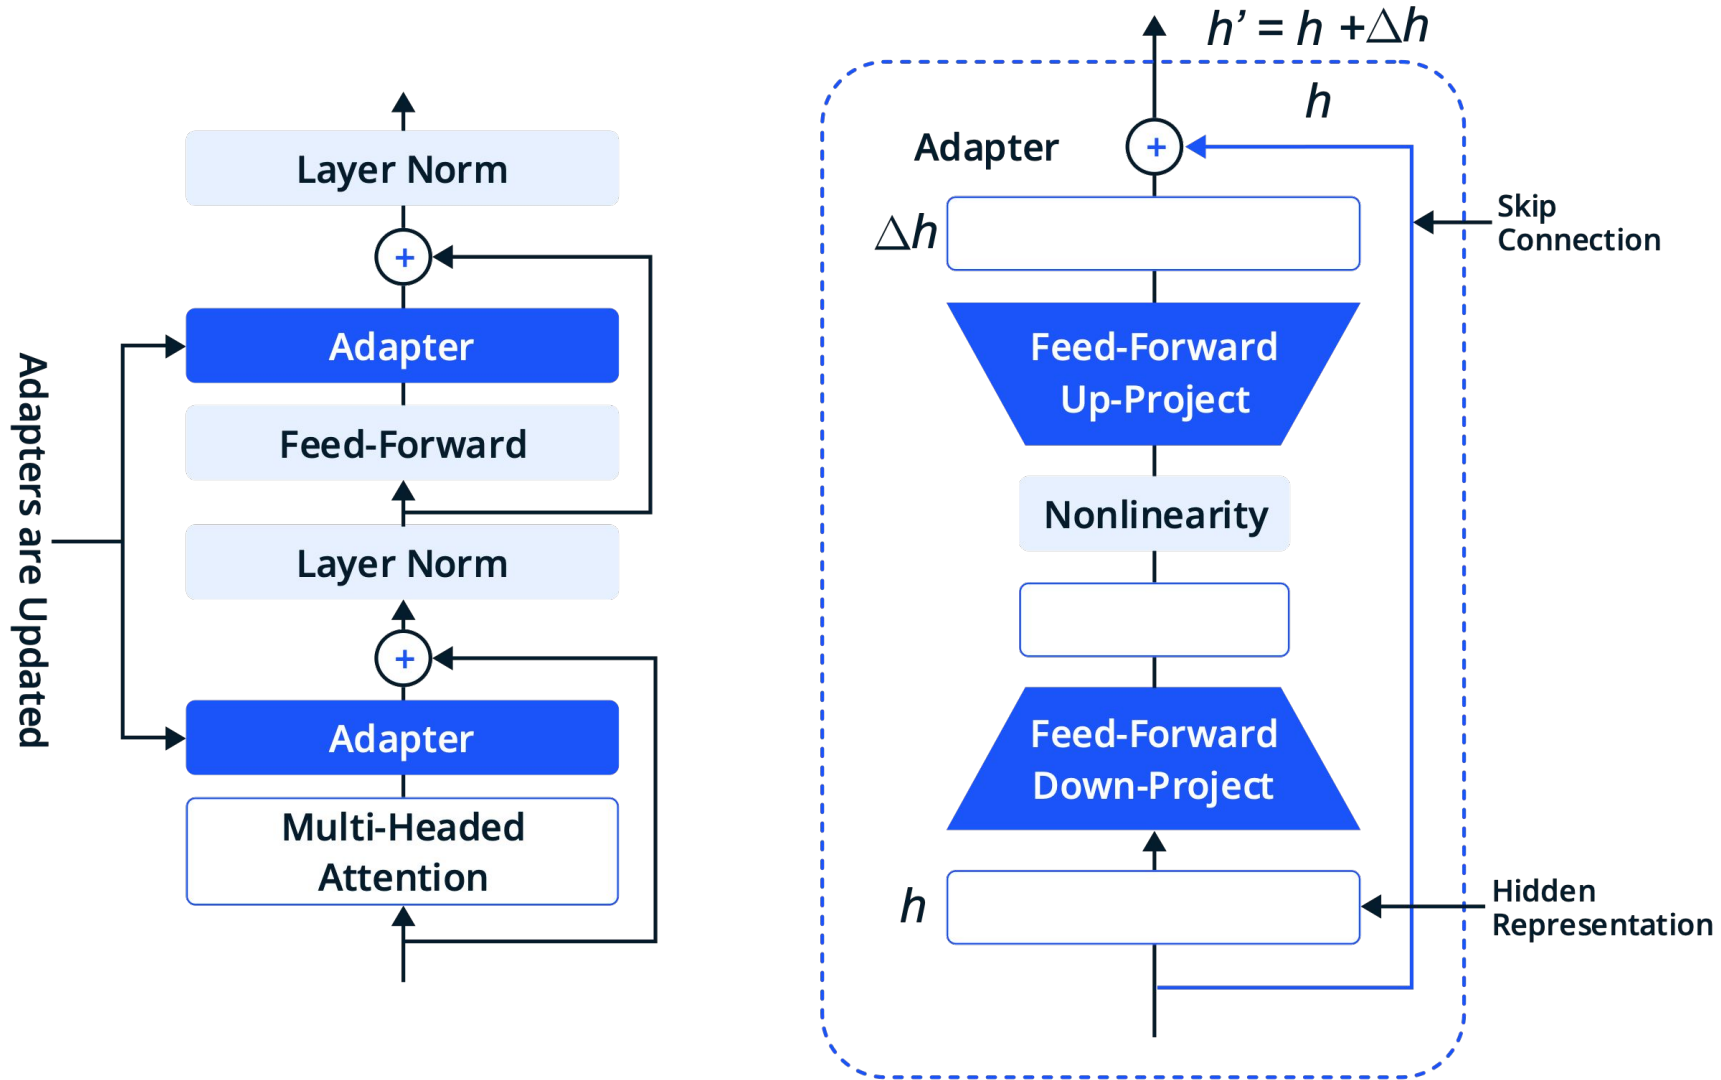 Adapters are Updated
Layer Norm
+
Adapter
Feed-Forward
Layer Norm
+
Adapter
Multi-Headed
Attention
h’ = h +Δh
h
Adapter
+
Δh
Skip
Connection
Feed-Forward
Up-Project
Nonlinearity
Feed-Forward
Down-Project
h
Hidden
Representation